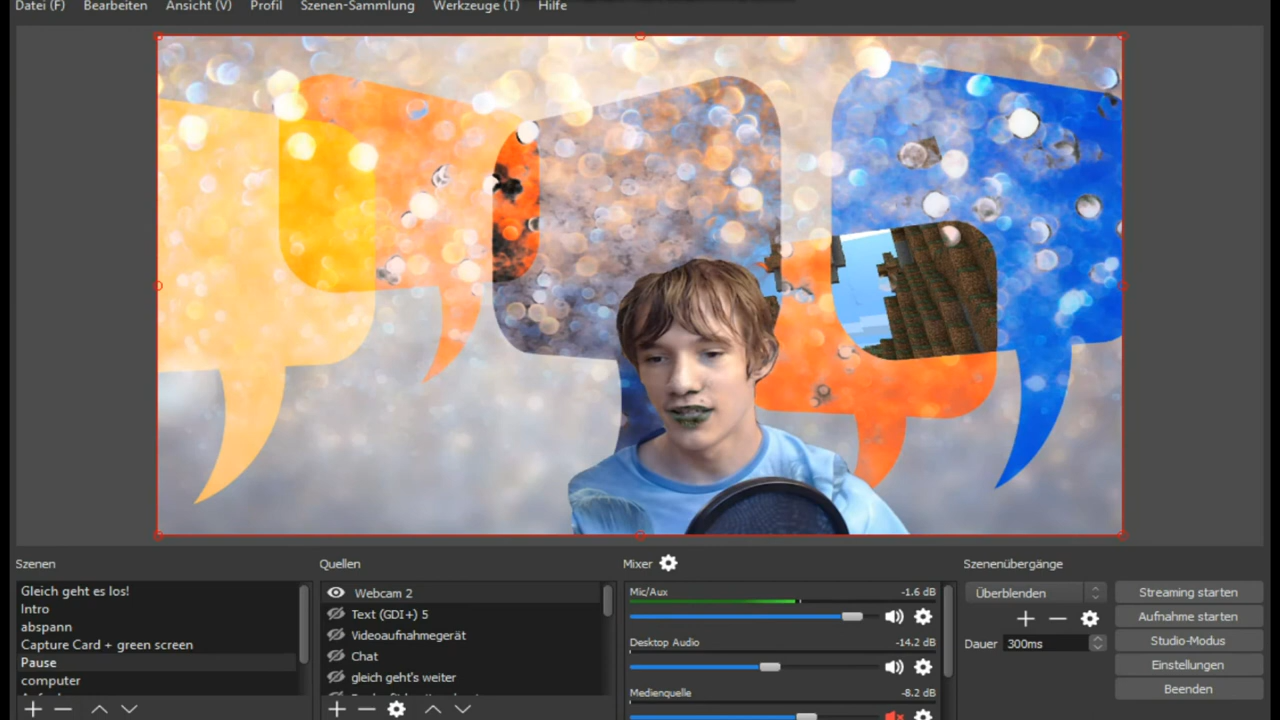 Datei (F) Bearbeiten Ansicht (V) Profil Szenen-Sammlung Werkzeuge (T) Hilfe
Szenen
Gleich geht es los!
Intro
abspann
Capture Card + green screen
Pause
computer
Quellen
Webcam 2
Text (GDI+) 5
Videoaufnahmegerät
Chat
gleich geht's weiter
Mixer
Mic/Aux -1.6 dB
Desktop Audio -14.2 dB
Medienquelle -8.2 dB
Szenenübergänge
Überblenden
Dauer 300ms
Streaming starten
Aufnahme starten
Studio-Modus
Einstellungen
Beenden